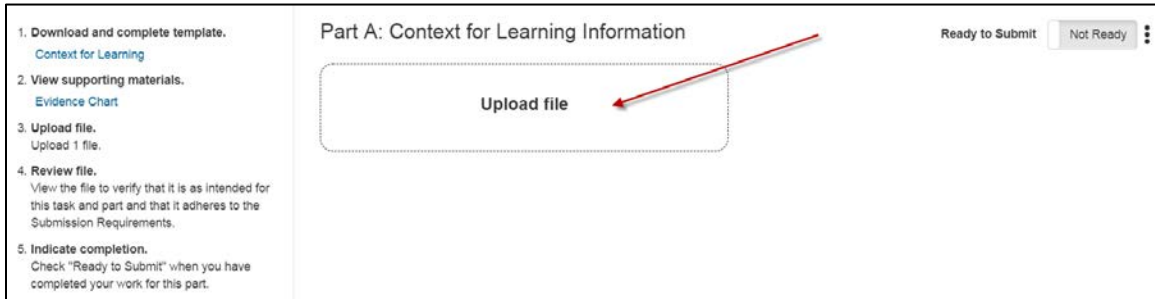 1. Download and complete template.
Context for Learning
2. View supporting materials.
Evidence Chart
3. Upload file.
Upload 1 file.
4. Review file.
View the file to verify that it is as intended for
this task and part and that it adheres to the
Submission Requirements.
5. Indicate completion.
Check "Ready to Submit" when you have
completed your work for this part.
Part A: Context for Learning Information
Ready to Submit Not Ready
Upload file